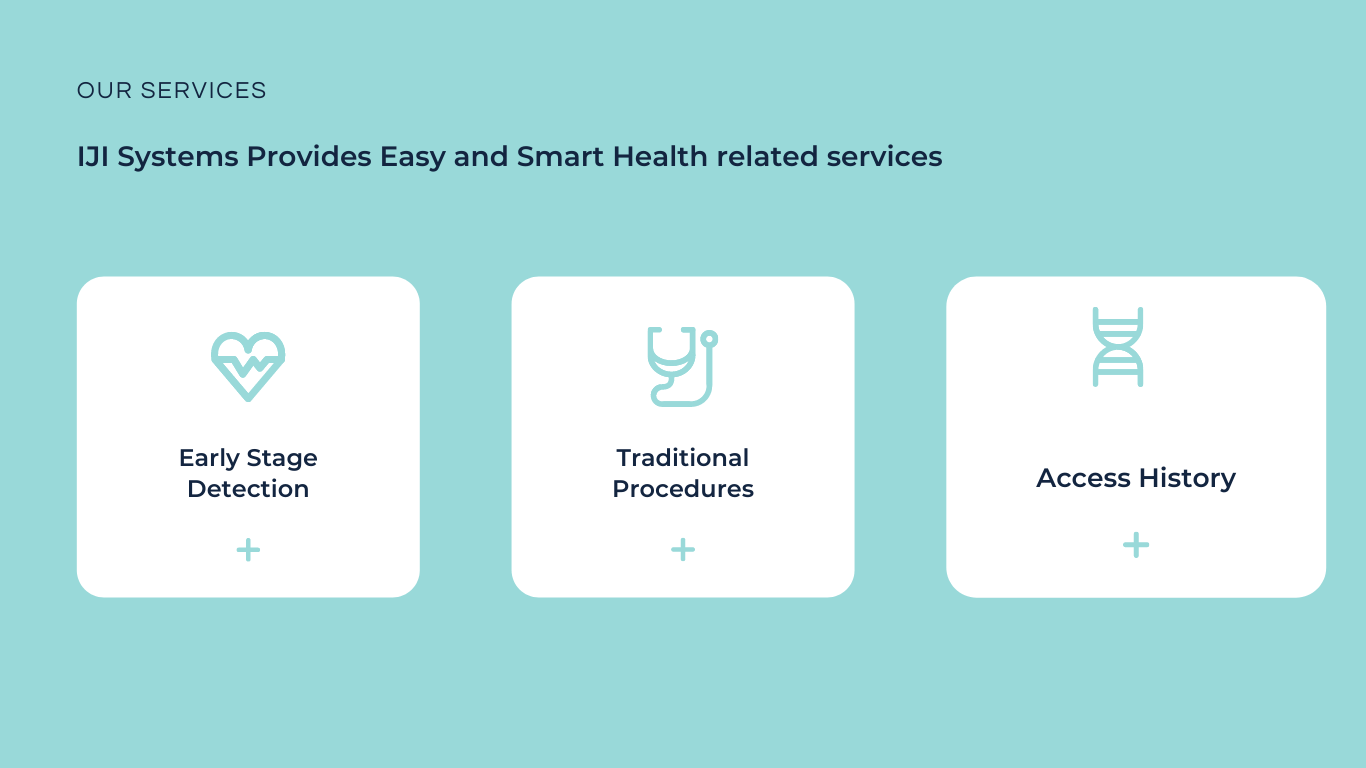 OUR SERVICES
IJI Systems Provides Easy and Smart Health related services
Early Stage
Detection
Traditional
Procedures
Access History